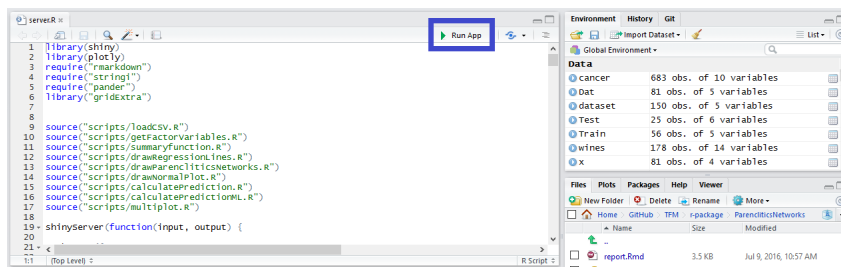 server.R ×
Run App
1 library(shiny)
2 library(plotly)
3 require("rmarkdown")
4 require("stringi")
5 require("pander")
6 library("gridExtra")
7
8
9 source("scripts/loadCSV.R")
10 source("scripts/getFactorVariables.R")
11 source("scripts/summaryfunction.R")
12 source("scripts/drawRegressionLines.R")
13 source("scripts/drawParencliticsNetworks.R")
14 source("scripts/drawNormalPlot.R")
15 source("scripts/calculatePrediction.R")
16 source("scripts/calculatePredictionML.R")
17 source("scripts/multiplot.R")
18
19 shinyServer(function(input, output) {
20
21
1:1 (Top Level) R Script
Environment History Git
Import Dataset List
Global Environment
Data
cancer 683 obs. of 10 variables
Dat 81 obs. of 5 variables
dataset 150 obs. of 5 variables
Test 25 obs. of 6 variables
Train 56 obs. of 5 variables
wines 178 obs. of 14 variables
x 81 obs. of 4 variables
Files Plots Packages Help Viewer
New Folder Delete Rename More
Home GitHub TFM r-package ParencliticsNetworks
Name Size Modified
..
report.Rmd 3.5 KB Jul 9, 2016, 10:57 AM